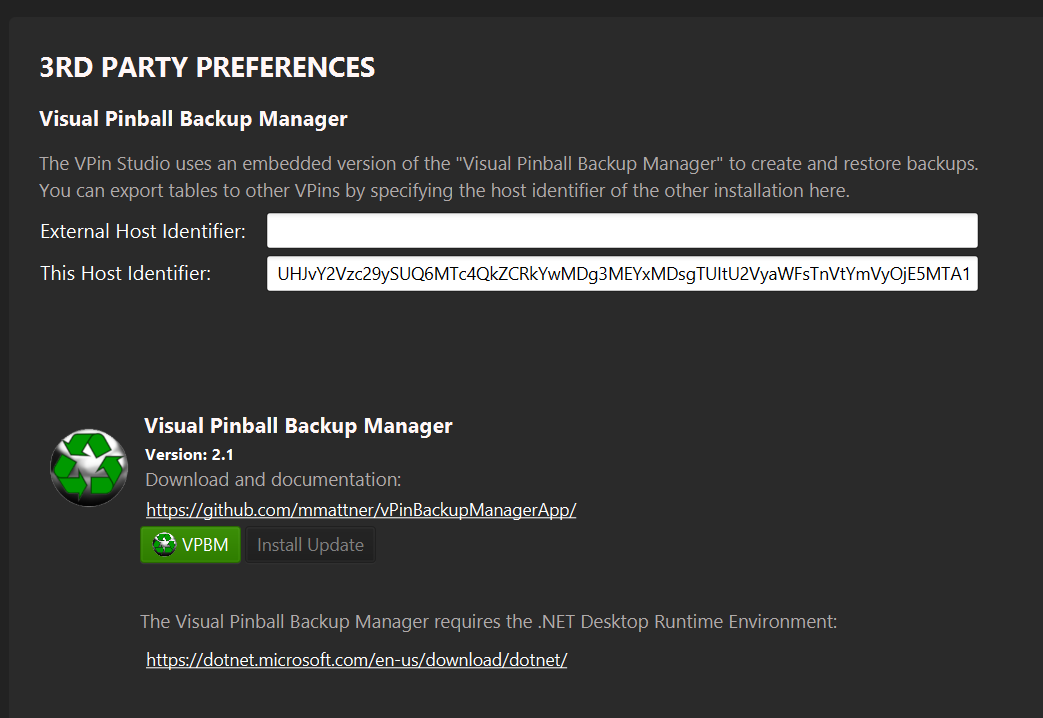 3RD PARTY PREFERENCES
Visual Pinball Backup Manager
The VPin Studio uses an embedded version of the "Visual Pinball Backup Manager" to create and restore backups.
You can export tables to other VPins by specifying the host identifier of the other installation here.
External Host Identifier:
This Host Identifier: UHJvY2Vzc29ySUQ6MTc4QkZCRkYwMDg3MEYxMDsgTUItU2VyaWFsTnVtYmVyOjE5MTA1
Visual Pinball Backup Manager
Version: 2.1
Download and documentation:
https://github.com/mmattner/vPinBackupManagerApp/
VPBM Install Update
The Visual Pinball Backup Manager requires the .NET Desktop Runtime Environment:
https://dotnet.microsoft.com/en-us/download/dotnet/